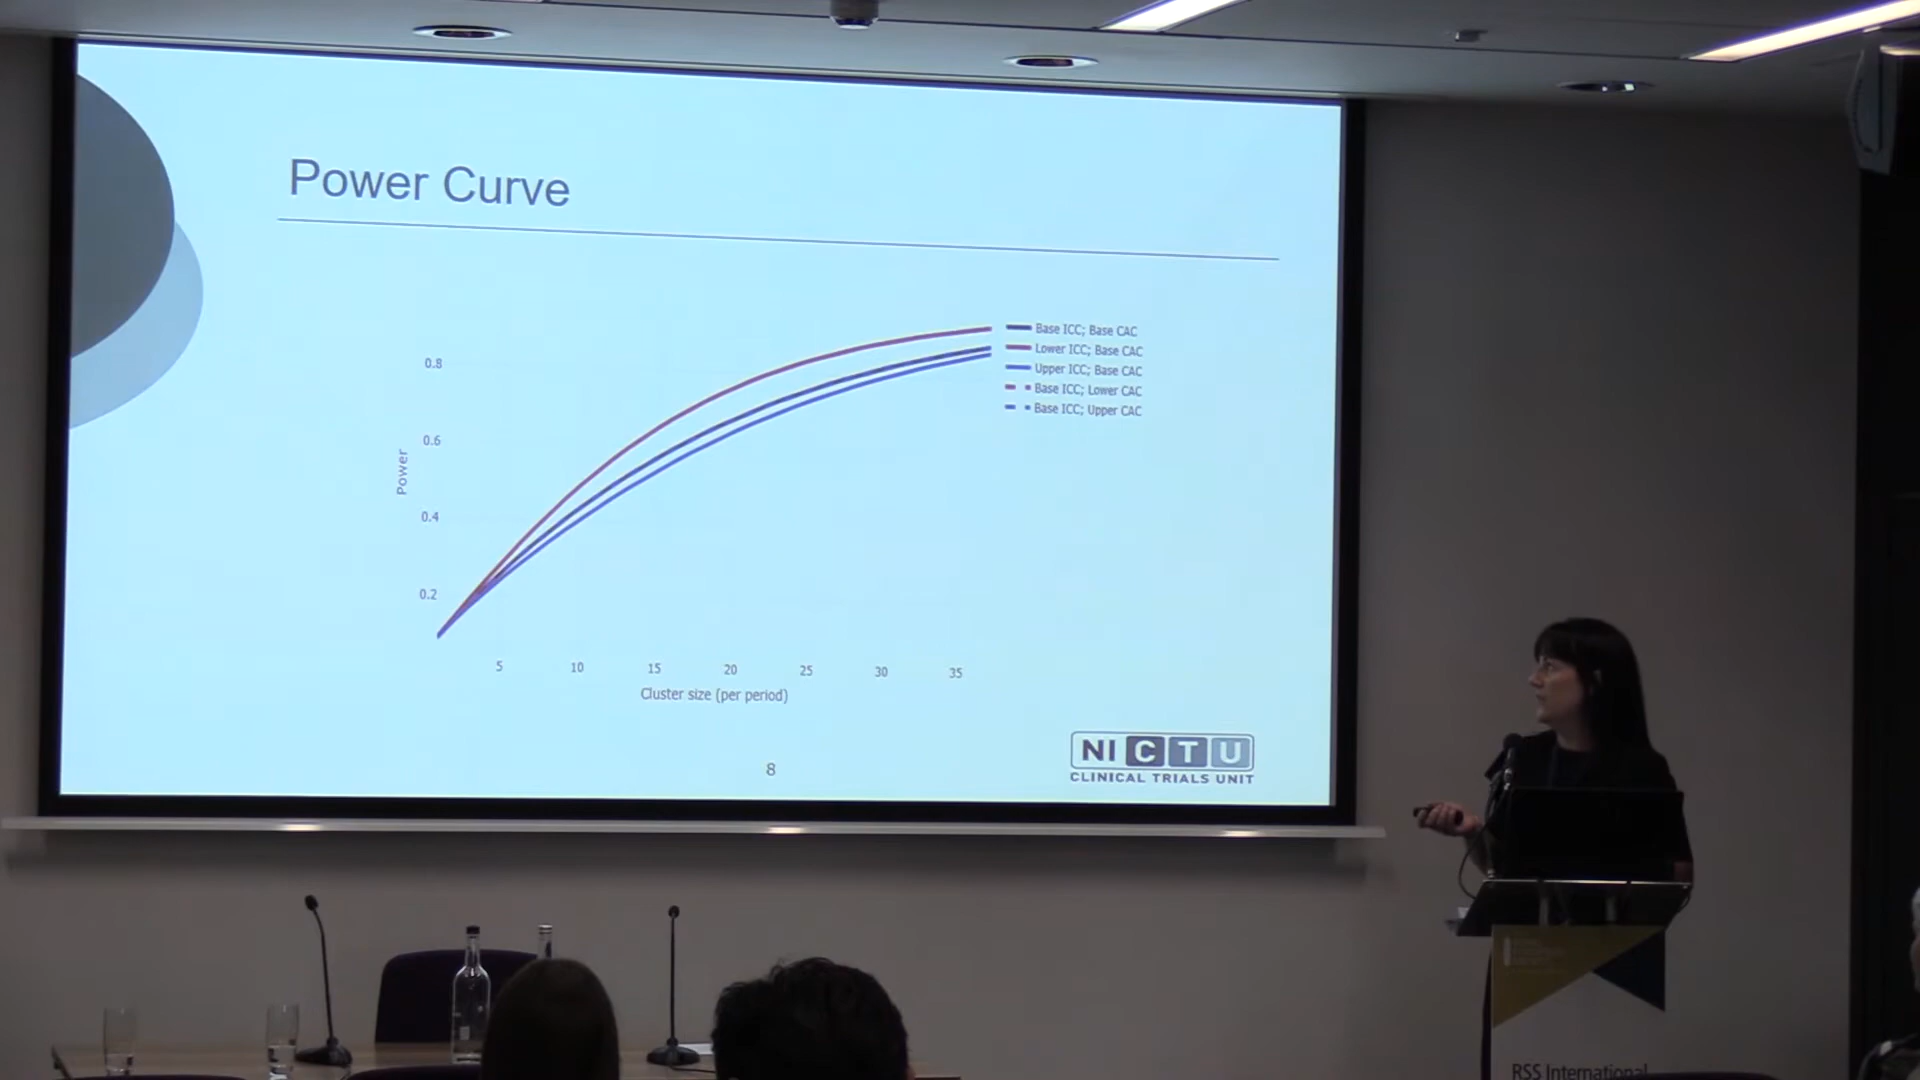 Power Curve
Base ICC; Base CAC
Lower ICC; Base CAC
Upper ICC; Base CAC
Base ICC; Lower CAC
Base ICC; Upper CAC
0.8
0.6
0.4
0.2
Power
5 10 15 20 25 30 35
Cluster size (per period)
8
NI CTU
CLINICAL TRIALS UNIT
RSS International